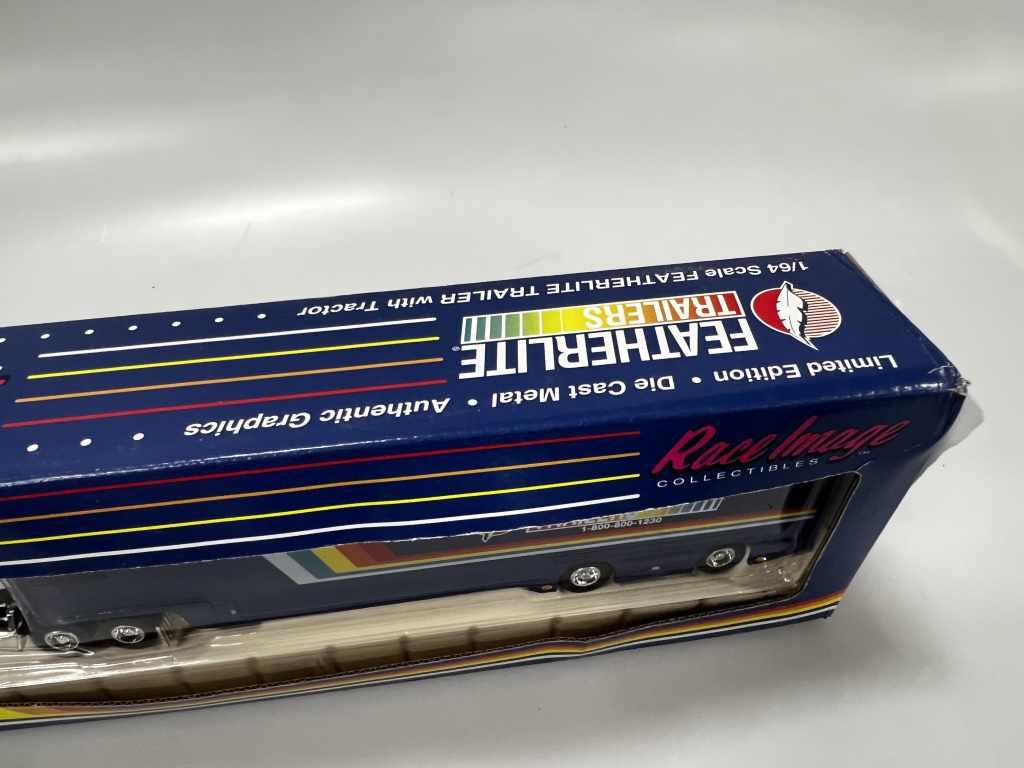 1/64 Scale FEATHERLITE TRAILER with Tractor
FEATHERLITE®
TRAILERS
Limited Edition • Die Cast Metal • Authentic Graphics
Race Image™
COLLECTIBLES
1-800-800-1230